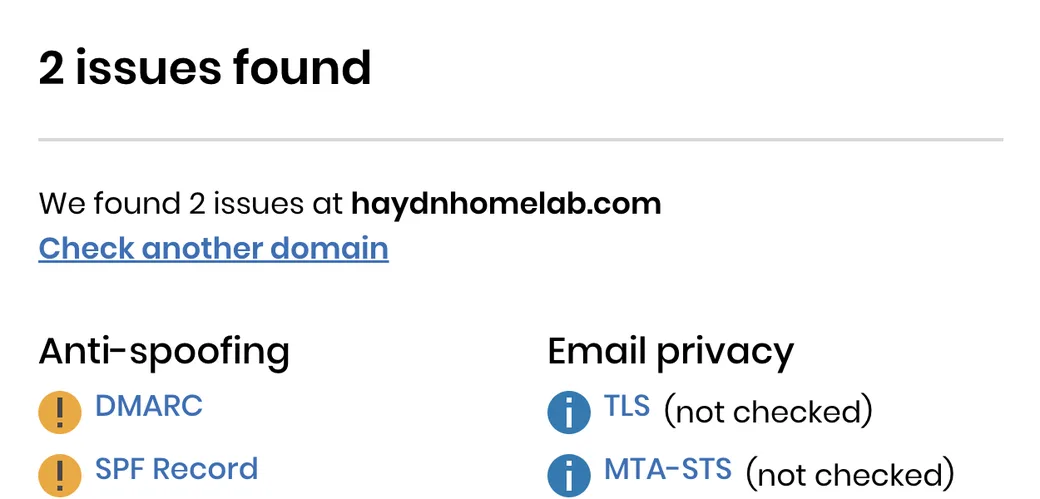 2 issues found
We found 2 issues at haydnhomelab.com
Check another domain
Anti-spoofing
! DMARC
! SPF Record
Email privacy
i TLS (not checked)
i MTA-STS (not checked)